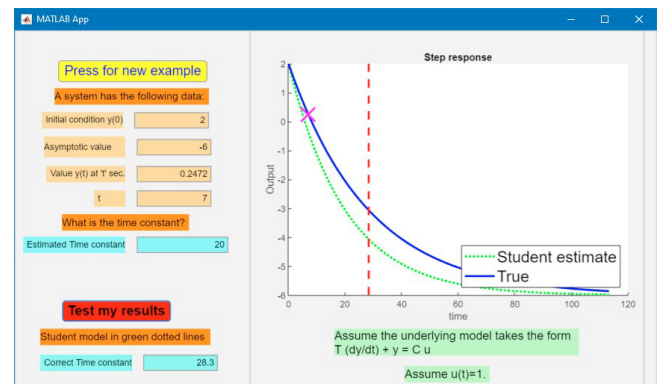 MATLAB App
Press for new example
A system has the following data:
Initial condition y(0)
2
Asymptotic value
-6
Value y(t) at 't' sec.
0.2472
t
7
What is the time constant?
Estimated Time constant
20
Test my results
Student model in green dotted lines
Correct Time constant
28.3
Step response
Output
2
1
0
-1
-2
-3
-4
-5
-6
0
20
40
60
80
100
120
time
Student estimate
True
Assume the underlying model takes the form
T (dy/dt) + y = C u
Assume u(t)=1.